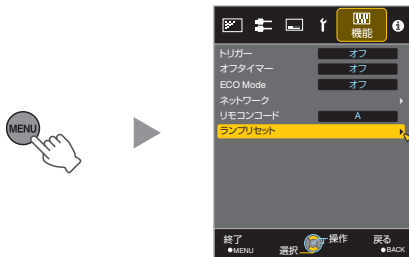 MENU
機能
トリガー オフ
オフタイマー オフ
ECO Mode オフ
ネットワーク
リモコンコード A
ランプリセット
終了 操作 戻る
●MENU 選択 ●BACK